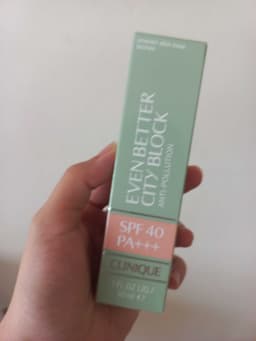 EVEN BETTER
CITY BLOCK
ANTI-POLLUTION
SPF 40
PA+++
CLINIQUE